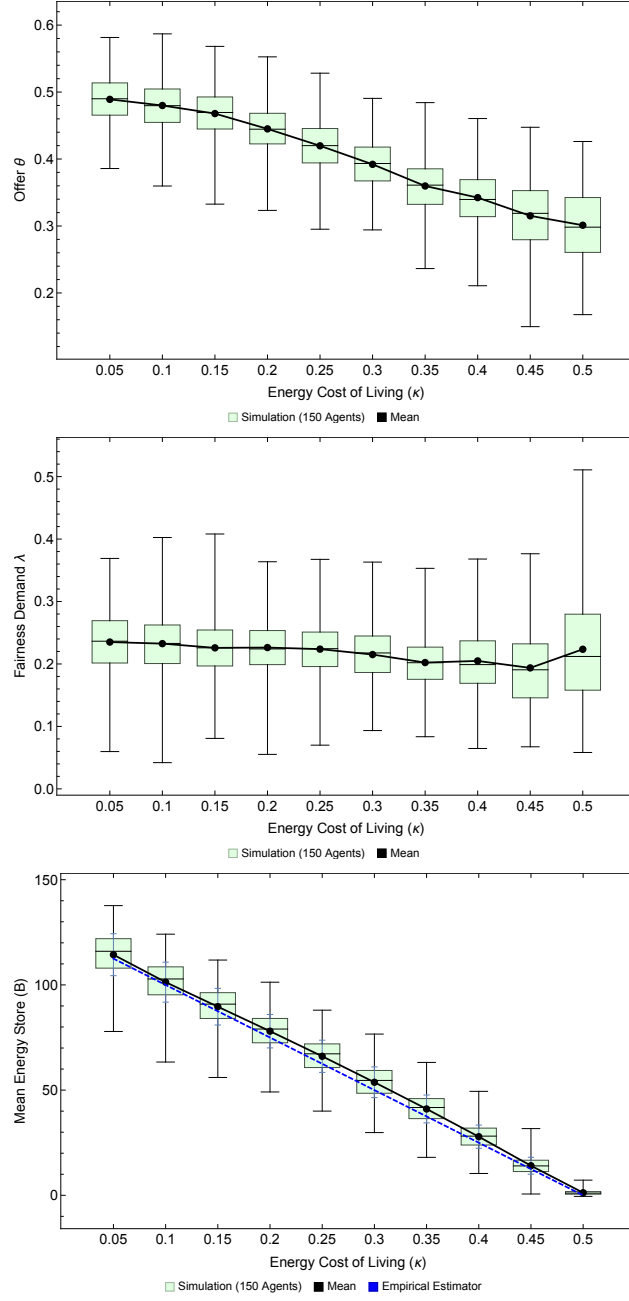 0.6
0.5
0.4
0.3
0.2
Offer θ
0.05 0.1 0.15 0.2 0.25 0.3 0.35 0.4 0.45 0.5
Energy Cost of Living (κ)
Simulation (150 Agents) Mean
0.5
0.4
0.3
0.2
0.1
0.0
Fairness Demand λ
0.05 0.1 0.15 0.2 0.25 0.3 0.35 0.4 0.45 0.5
Energy Cost of Living (κ)
Simulation (150 Agents) Mean
150
100
50
0
Mean Energy Store (B)
0.05 0.1 0.15 0.2 0.25 0.3 0.35 0.4 0.45 0.5
Energy Cost of Living (κ)
Simulation (150 Agents) Mean Empirical Estimator